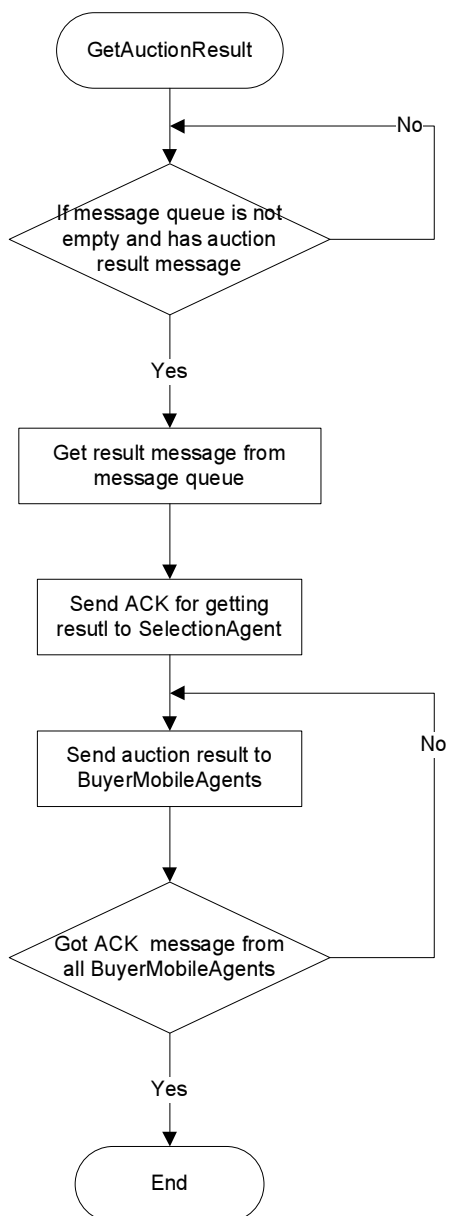 GetAuctionResult
No
If message queue is not
empty and has auction
result message
Yes
Get result message from
message queue
Send ACK for getting
resutl to SelectionAgent
No
Send auction result to
BuyerMobileAgents
Got ACK  message from
all BuyerMobileAgents
Yes
End